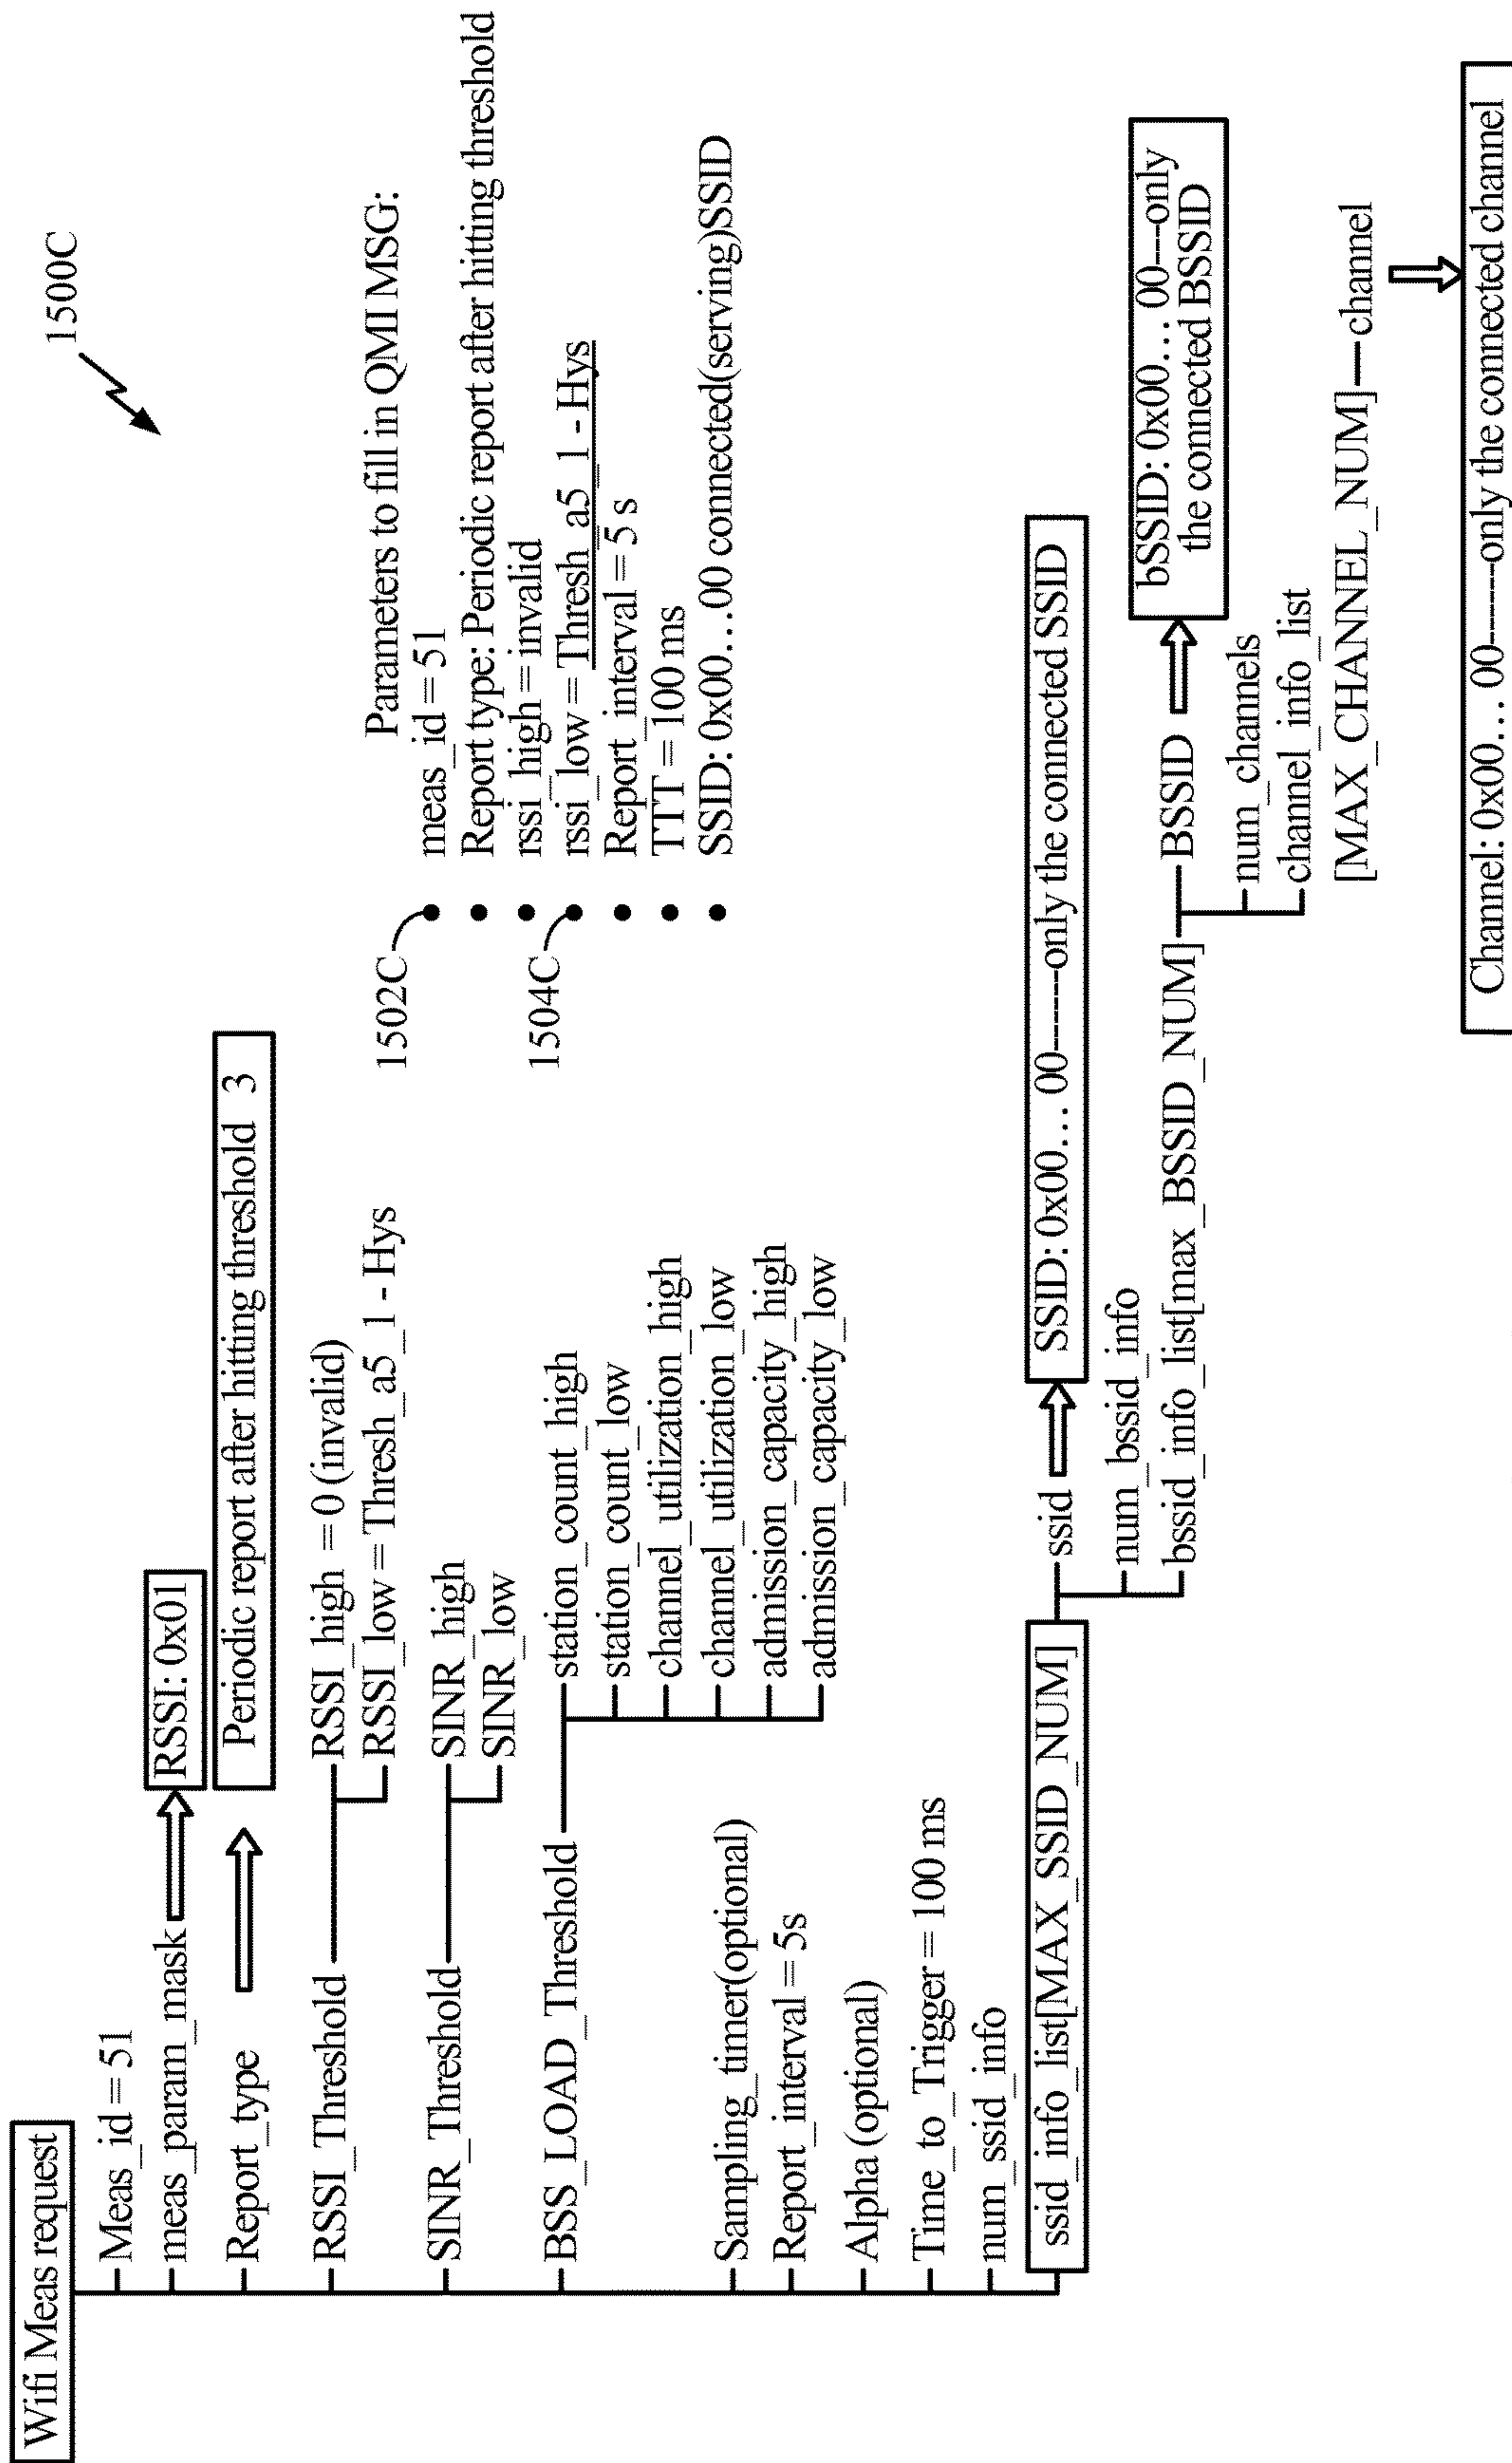 1500C
Wifi Meas request
Meas_id = 51
meas_param_mask
RSSI: 0x01
Report_type
Periodic report after hitting threshold 3
RSSI_Threshold
RSSI_high = 0 (invalid)
RSSI_low = Thresh_a5_1 - Hys
SINR_Threshold
SINR_high
SINR_low
BSS_LOAD_Threshold
station_count_high
station_count_low
channel_utilization_high
channel_utilization_low
admission_capacity_high
admission_capacity_low
Sampling_timer(optional)
Report_interval = 5s
Alpha (optional)
Time_to_Trigger = 100 ms
num_ssid_info
ssid_info_list[MAX_SSID_NUM]
Parameters to fill in QMI MSG:
1502C
meas_id = 51
Report type: Periodic report after hitting threshold
rssi_high = invalid
1504C
rssi_low = Thresh_a5_1 - Hys
Report_interval = 5 s
TTT = 100 ms
SSID: 0x00…00 connected(serving)SSID
ssid
SSID: 0x00… 00-------only the connected SSID
num_bssid_info
bssid_info_list[max_BSSID_NUM]
BSSID
bSSID: 0x00… 00---only
the connected BSSID
num_channels
channel_info_list
[MAX_CHANNEL_NUM]
channel
Channel: 0x00… 00-------only the connected channel